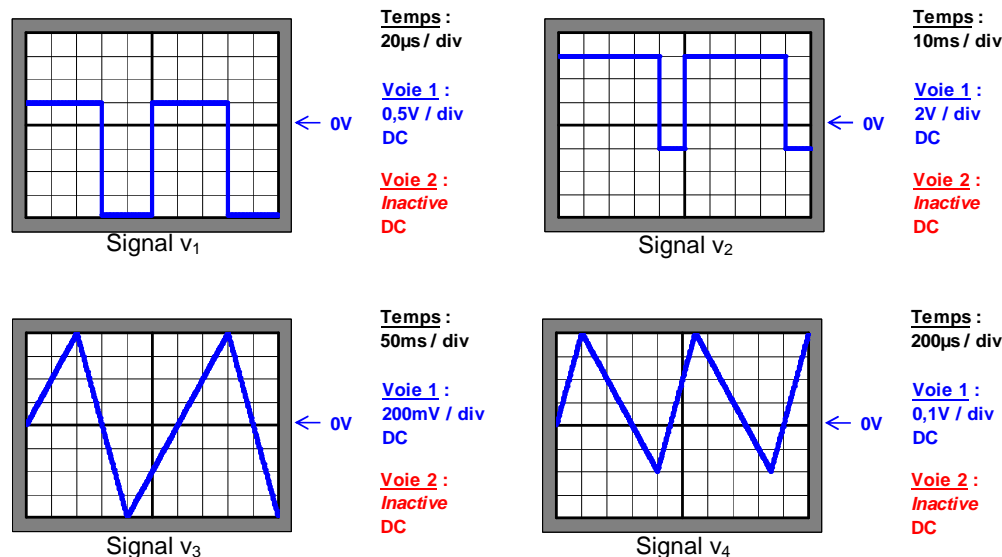 Temps :
20µs / div
Voie 1 :
0,5V / div
DC
Voie 2 :
Inactive
DC
0V
Signal v1
Temps :
10ms / div
Voie 1 :
2V / div
DC
Voie 2 :
Inactive
DC
0V
Signal v2
Temps :
50ms / div
Voie 1 :
200mV / div
DC
Voie 2 :
Inactive
DC
0V
Signal v3
Temps :
200µs / div
Voie 1 :
0,1V / div
DC
Voie 2 :
Inactive
DC
0V
Signal v4